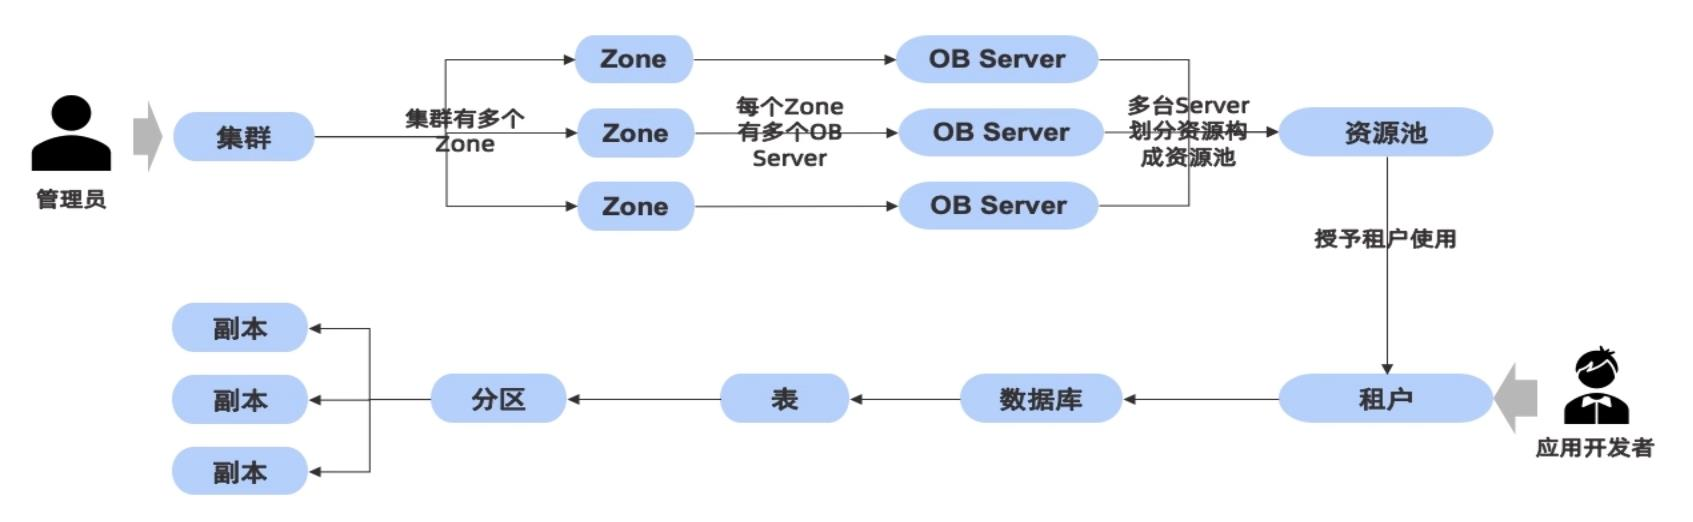 Zone
OB Server
集群有多个
Zone
每个Zone
有多个OB
Server
多台Server
划分资源构
成资源池
集群
Zone
OB Server
资源池
管理员
Zone
OB Server
授予租户使用
副本
副本
分区
表
数据库
租户
应用开发者
副本